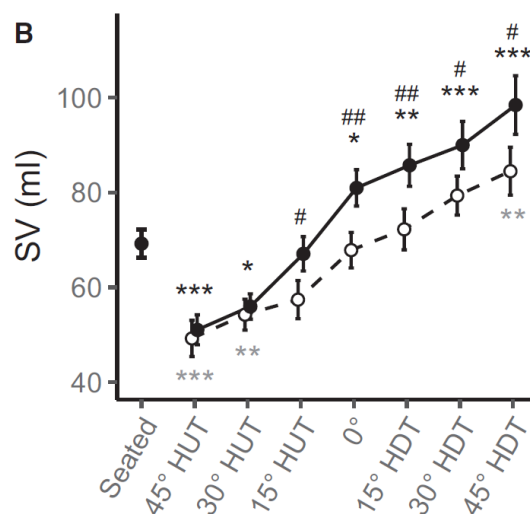 B
SV (ml)
100
80
60
40
***
*
#
##
*
##
**
#
***
#
***
***
**
**
Seated
45° HUT
30° HUT
15° HUT
0°
15° HDT
30° HDT
45° HDT